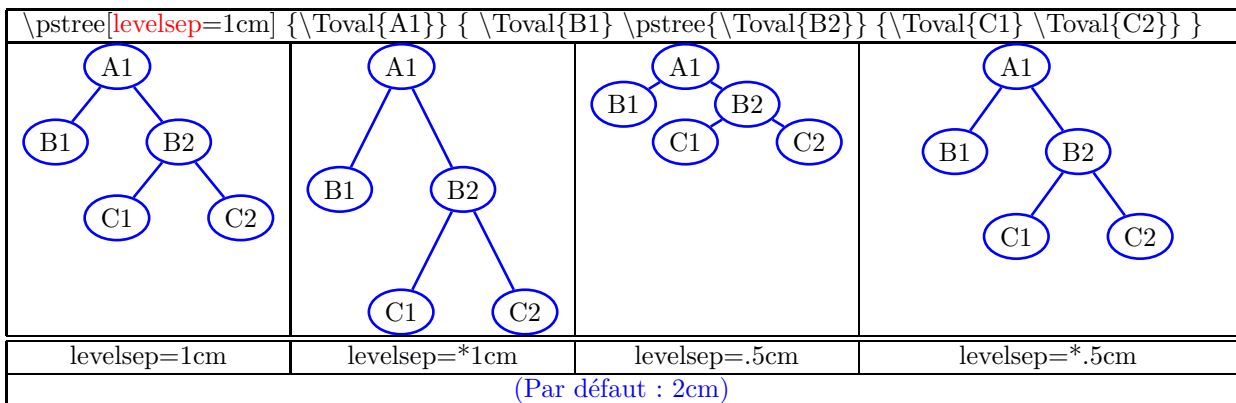 \pstree[levelsep=1cm] {\Toval{A1}} { \Toval{B1} \pstree{\Toval{B2}} {\Toval{C1} \Toval{C2}} }
A1
B1 B2
C1 C2
A1
B1 B2
C1 C2
A1
B1 B2
C1 C2
A1
B1 B2
C1 C2
levelsep=1cm levelsep=*1cm levelsep=.5cm levelsep=*.5cm
(Par défaut : 2cm)